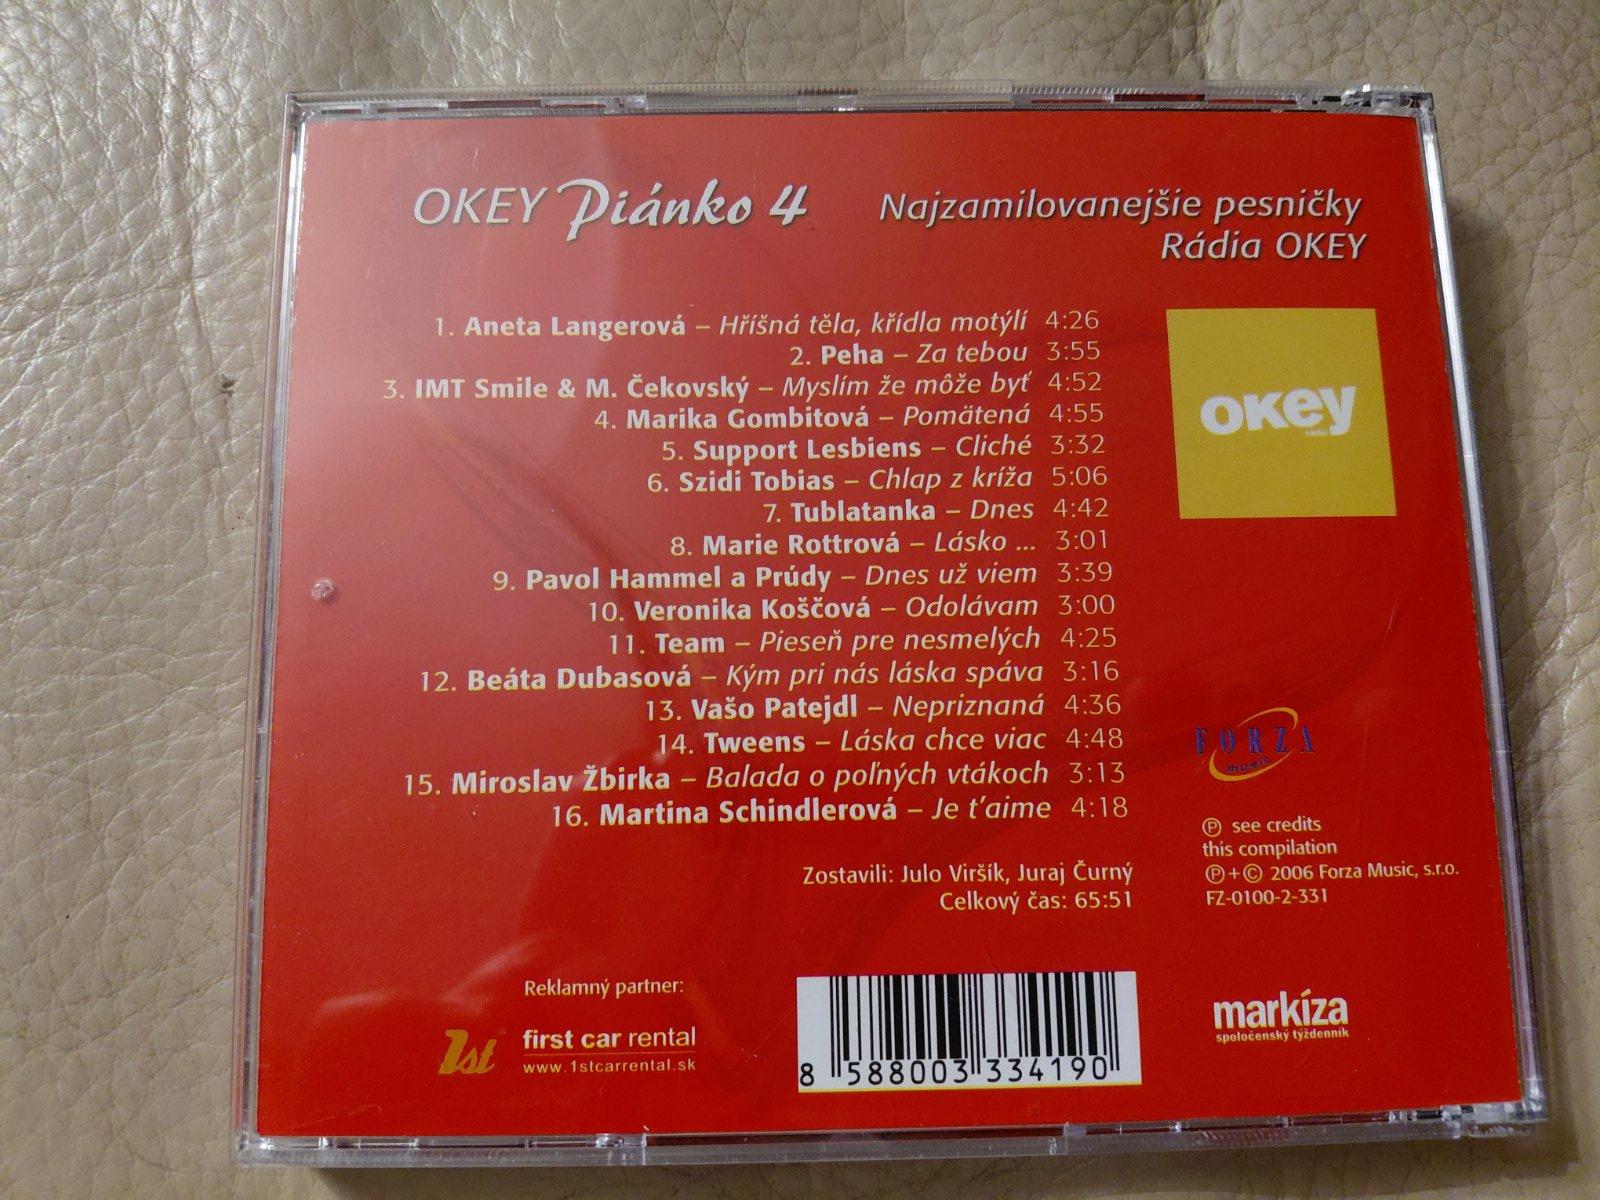 OKEY Piánko 4
Najzamilovanejšie pesničky
Rádia OKEY
1. Aneta Langerová – Hříšná těla, křídla motýlí 4:26
2. Peha – Za tebou 3:55
3. IMT Smile & M. Čekovský – Myslím že môže byť 4:52
4. Marika Gombitová – Pomätená 4:55
5. Support Lesbiens – Cliché 3:32
6. Szidi Tobias – Chlap z kríža 5:06
7. Tublatanka – Dnes 4:42
8. Marie Rottrová – Lásko ... 3:01
9. Pavol Hammel a Prúdy – Dnes už viem 3:39
10. Veronika Koščová – Odolávam 3:00
11. Team – Pieseň pre nesmelých 4:25
12. Beáta Dubasová – Kým pri nás láska spáva 3:16
13. Vašo Patejdl – Nepriznaná 4:36
14. Tweens – Láska chce viac 4:48
15. Miroslav Žbirka – Balada o poľných vtákoch 3:13
16. Martina Schindlerová – Je ťaime 4:18
okey
rádio
FORZA
music
Ⓟ see credits
this compilation
Ⓟ+© 2006 Forza Music, s.r.o.
FZ-0100-2-331
Zostavili: Julo Viršík, Juraj Čurný
Celkový čas: 65:51
Reklamný partner:
1st
first car rental
www.1stcarrental.sk
8 588003 334190
markíza
spoločenský týždenník